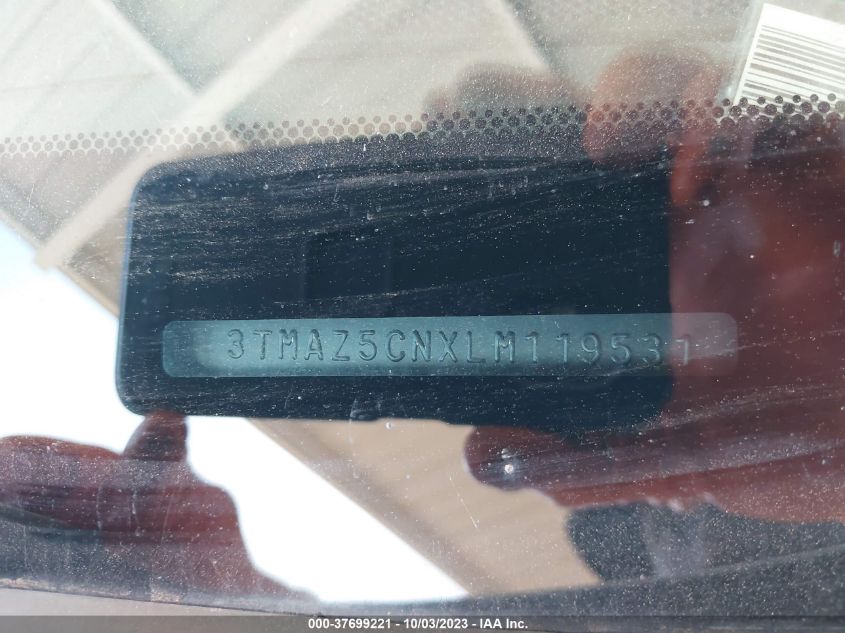 3TMAZ5CNXLM119531
000-37699221 - 10/03/2023 - IAA Inc.